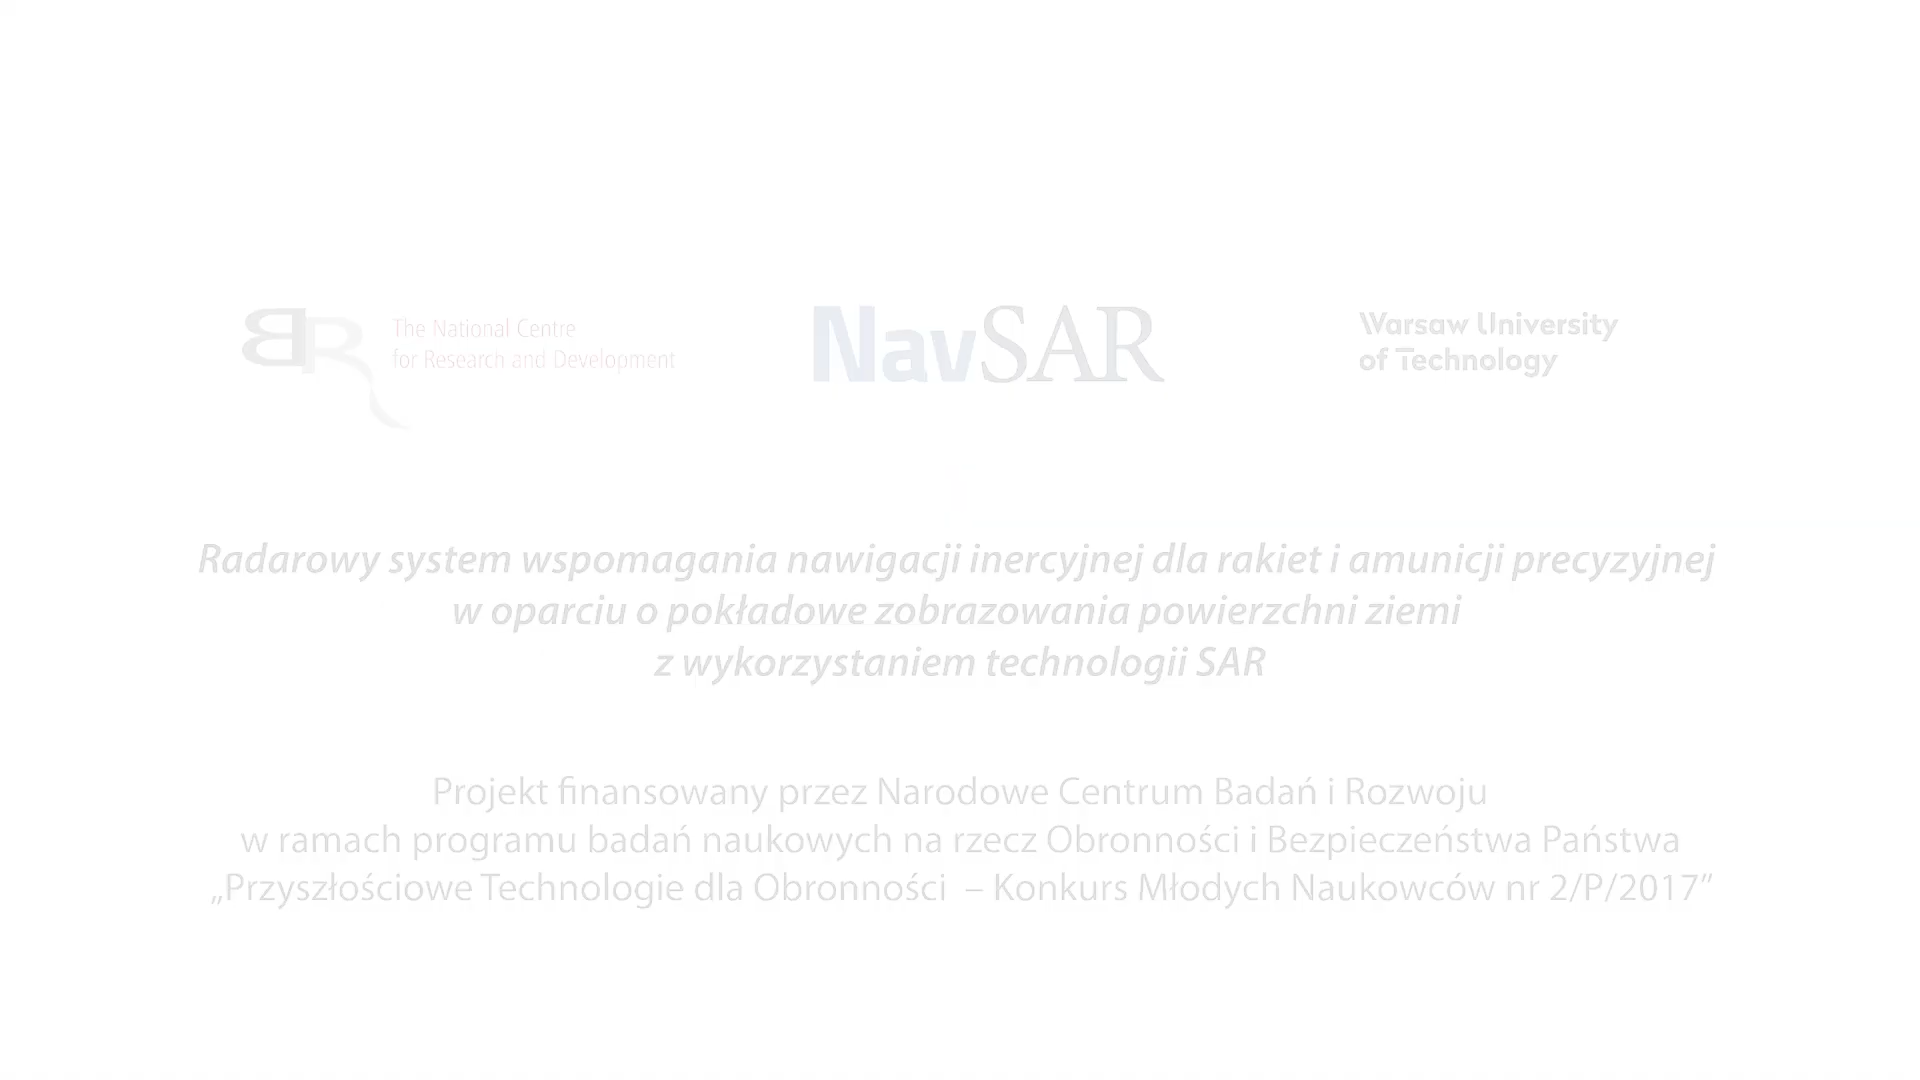 BR
The National Centre
for Research and Development
NavSAR
Warsaw University
of Technology
Radarowy system wspomagania nawigacji inercyjnej dla rakiet i amunicji precyzyjnej
w oparciu o pokładowe zobrazowania powierzchni ziemi
z wykorzystaniem technologii SAR
Projekt finansowany przez Narodowe Centrum Badań i Rozwoju
w ramach programu badań naukowych na rzecz Obronności i Bezpieczeństwa Państwa
„Przyszłościowe Technologie dla Obronności – Konkurs Młodych Naukowców nr 2/P/2017”